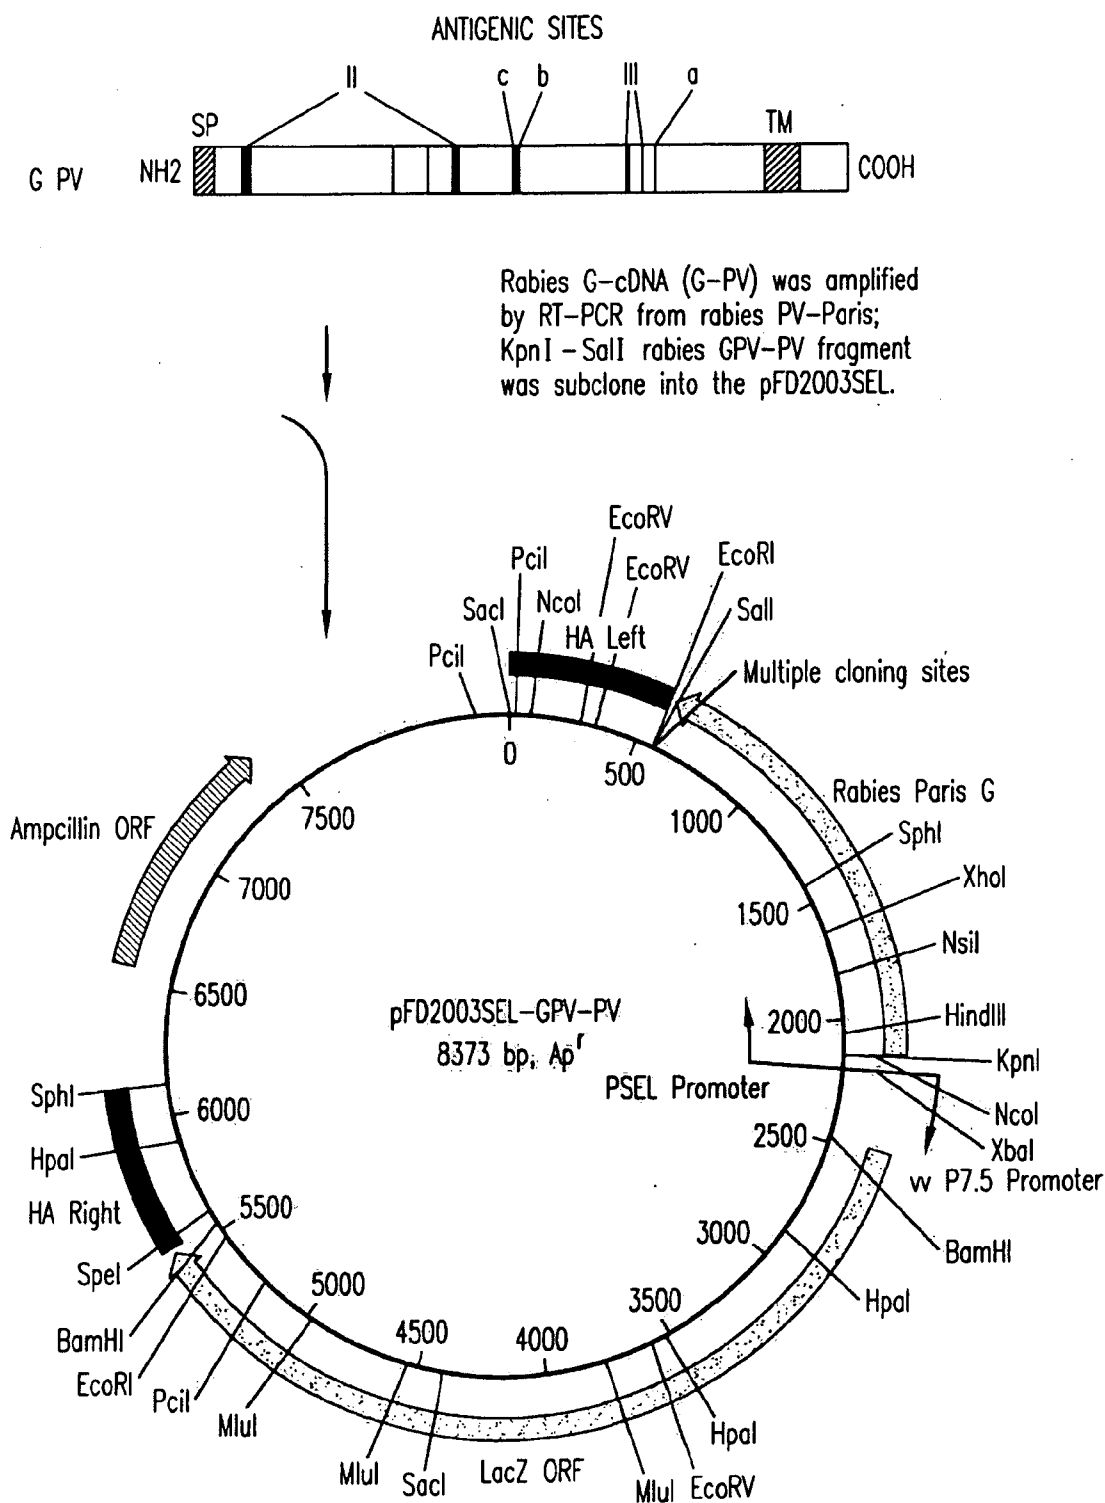 ANTIGENIC SITES
II
c
b
III
a
SP
TM
G PV
NH2
COOH
Rabies G-cDNA (G-PV) was amplified
by RT-PCR from rabies PV-Paris;
KpnI - SalI rabies GPV-PV fragment
was subclone into the pFD2003SEL.
EcoRV
PciI
EcoRV
EcoRI
SacI
NcoI
SalI
HA Left
PciI
Multiple cloning sites
0
500
Rabies Paris G
7500
1000
Ampcillin ORF
SphI
7000
XhoI
1500
NsiI
6500
pFD2003SEL-GPV-PV
8373 bp, Ap^r
2000
HindIII
KpnI
PSEL Promoter
SphI
6000
NcoI
2500
XbaI
HpaI
vv P7.5 Promoter
HA Right
5500
3000
BamHI
SpeI
5000
HpaI
3500
BamHI
4500
4000
EcoRI
PciI
MluI
HpaI
MluI
SacI
LacZ ORF
MluI
EcoRV